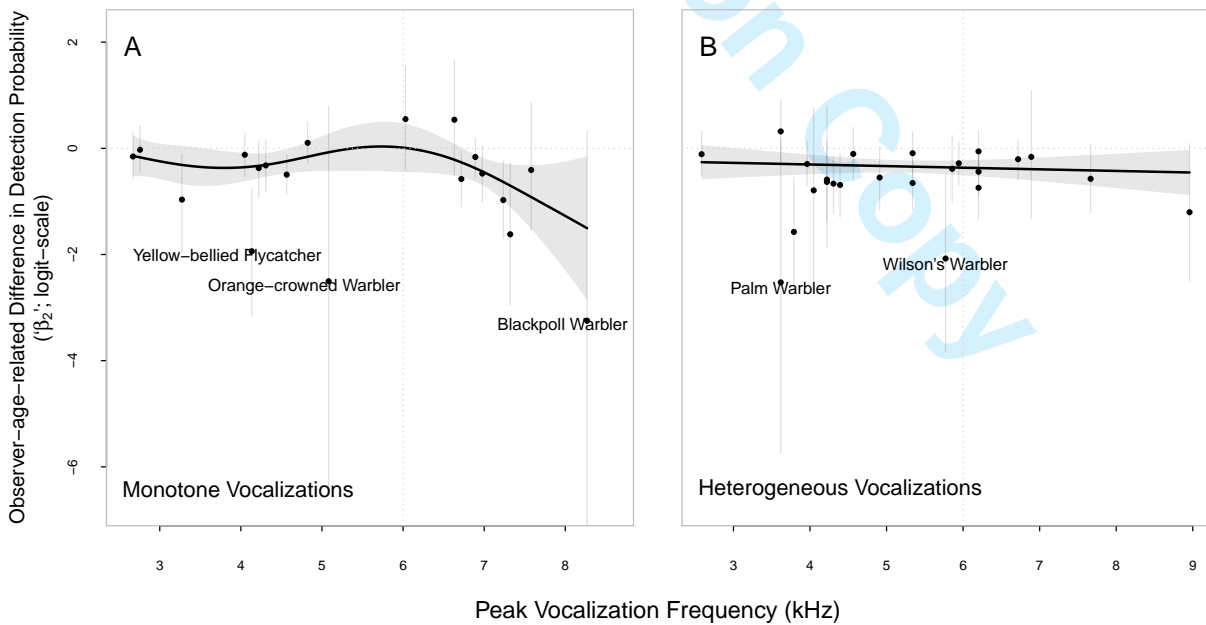 Observer−age−related Difference in Detection Probability
('β2'; logit−scale)
2
0
−2
−4
−6
A
Yellow−bellied Flycatcher
Orange−crowned Warbler
Blackpoll Warbler
Monotone Vocalizations
3 4 5 6 7 8
B
on Copy
Wilson's Warbler
Palm Warbler
Heterogeneous Vocalizations
3 4 5 6 7 8 9
Peak Vocalization Frequency (kHz)